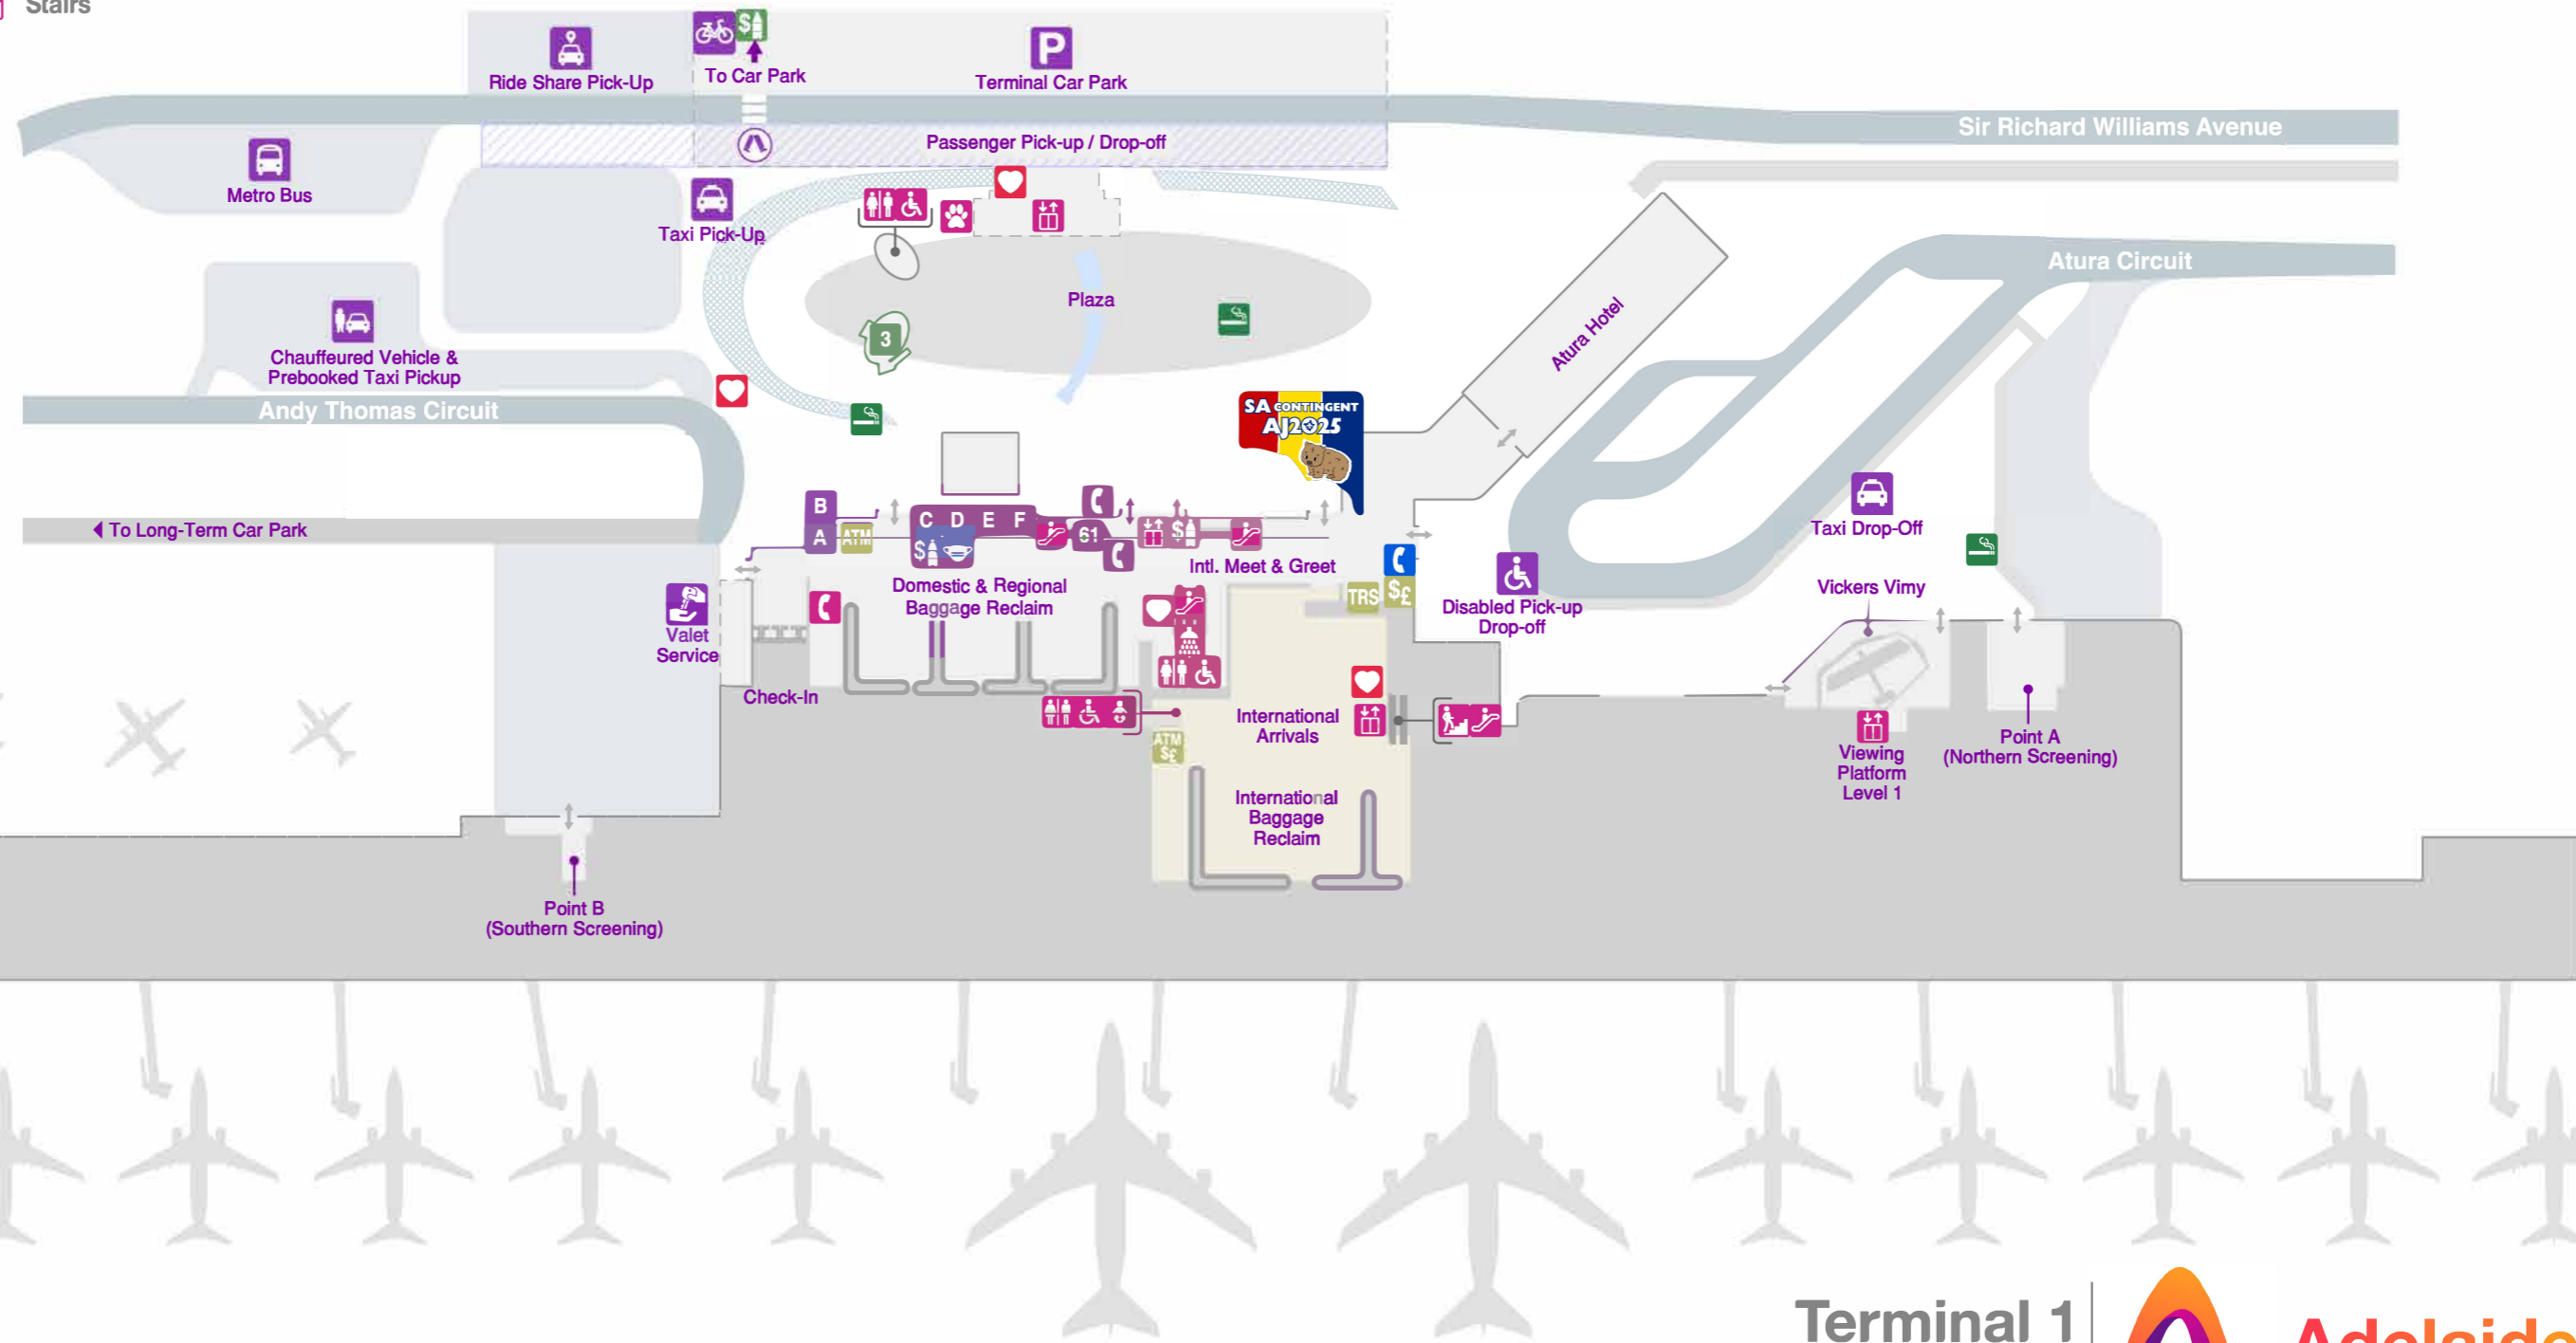 Stairs
Ride Share Pick-Up
$
To Car Park
P
Terminal Car Park
Sir Richard Williams Avenue
Passenger Pick-up / Drop-off
Metro Bus
Taxi Pick-Up
Atura Circuit
Plaza
3
Atura Hotel
Chauffeured Vehicle &
Prebooked Taxi Pickup
Andy Thomas Circuit
SA CONTINGENT
AJ2025
To Long-Term Car Park
B
A
ATM
C D E F
$
61
$
Intl. Meet & Greet
Taxi Drop-Off
Domestic & Regional
Baggage Reclaim
TRS
$£
Disabled Pick-up
Drop-off
Vickers Vimy
Valet
Service
Check-In
International
Arrivals
ATM
$£
Point A
(Northern Screening)
Viewing
Platform
Level 1
International
Baggage
Reclaim
Point B
(Southern Screening)
Terminal 1
Adelaide